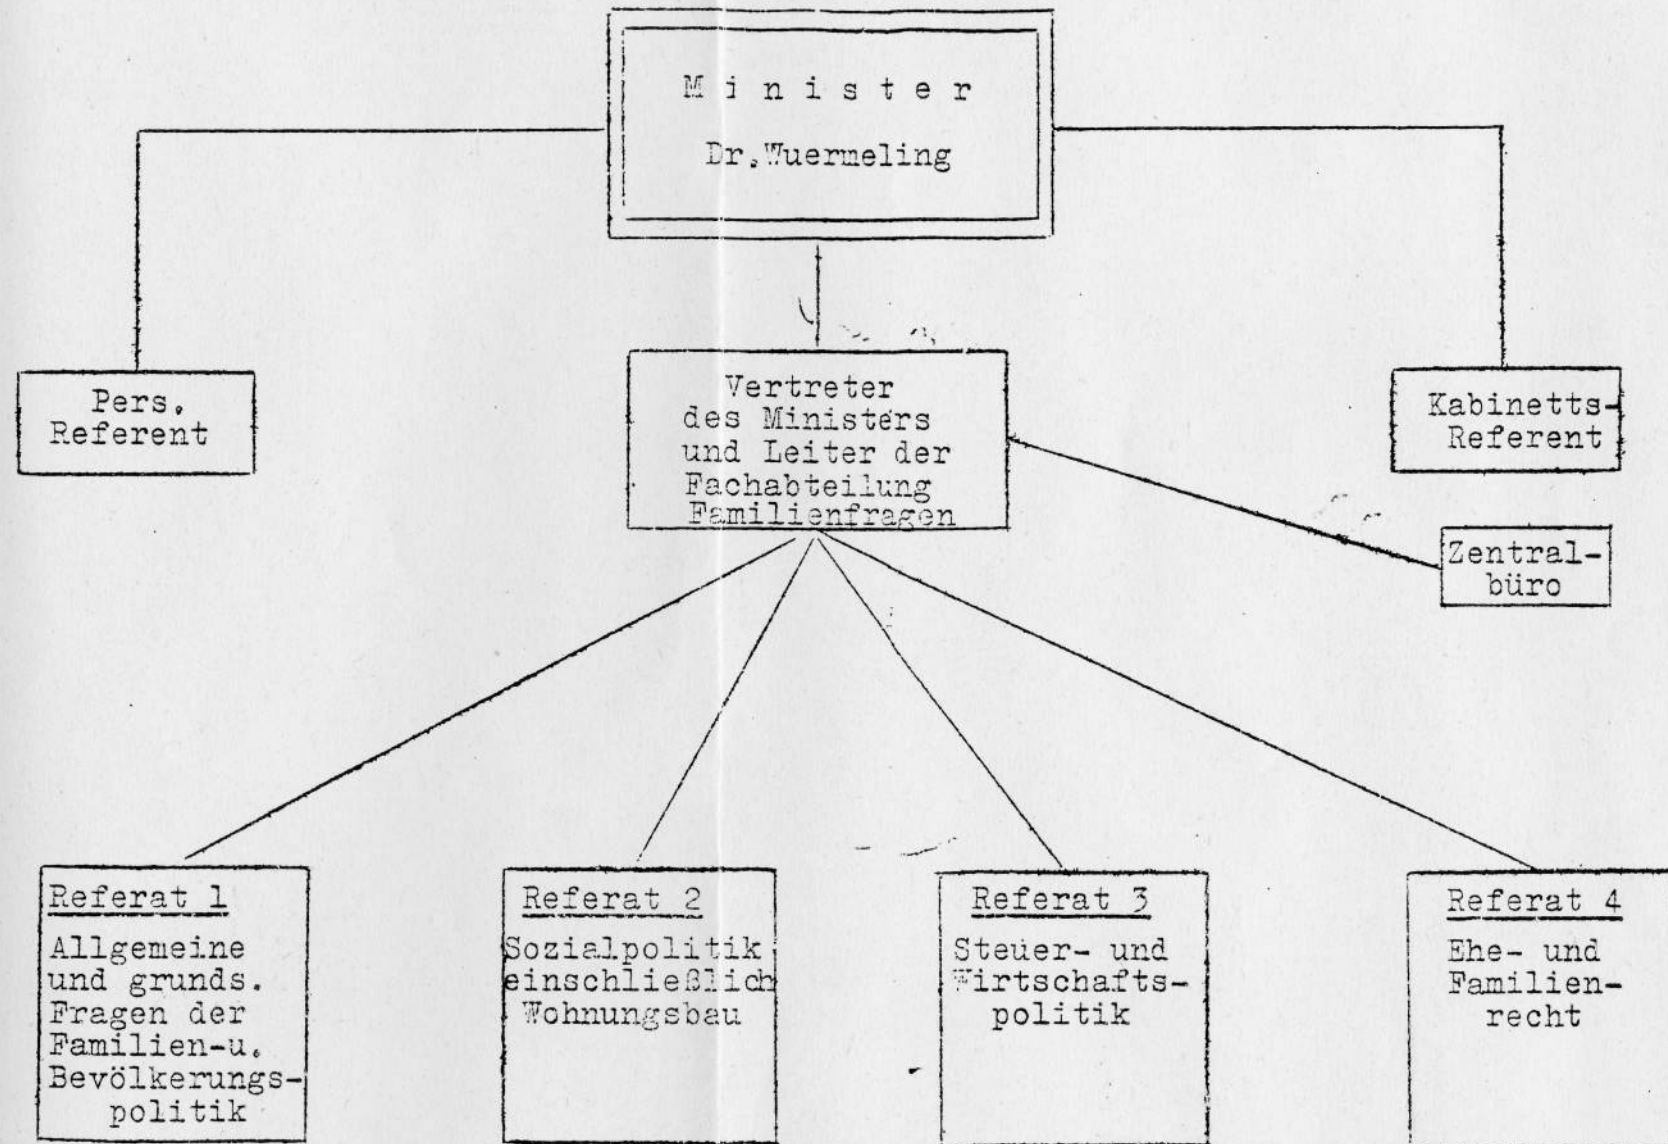 M i n i s t e r
Dr.Wuermeling
Pers.
Referent
Vertreter
des Ministers
und Leiter der
Fachabteilung
Familienfragen
Kabinetts-
Referent
Zentral-
büro
Referat 1
Allgemeine
und grunds.
Fragen der
Familien-u.
Bevölkerungs-
politik
Referat 2
Sozialpolitik
einschließlich
Wohnungsbau
Referat 3
Steuer- und
Wirtschafts-
politik
Referat 4
Ehe- und
Familien-
recht